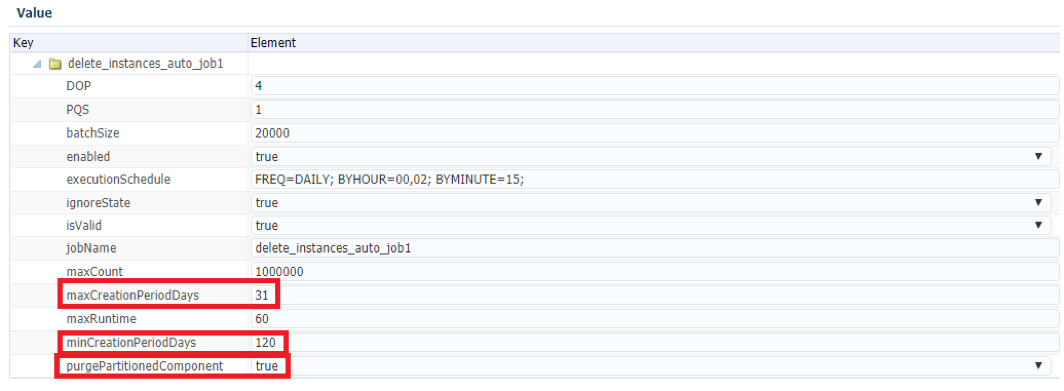 Value
Key Element
delete_instances_auto_job1
DOP 4
PQS 1
batchSize 20000
enabled true
executionSchedule FREQ=DAILY; BYHOUR=00,02; BYMINUTE=15;
ignoreState true
isValid true
jobName delete_instances_auto_job1
maxCount 1000000
maxCreationPeriodDays 31
maxRuntime 60
minCreationPeriodDays 120
purgePartitionedComponent true